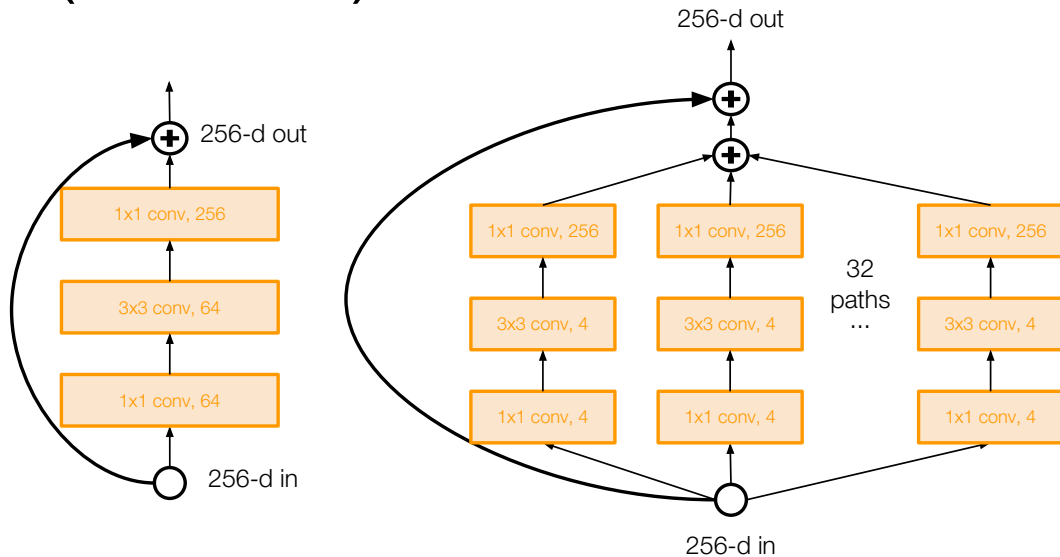 256-d out
1x1 conv, 256
3x3 conv, 64
1x1 conv, 64
256-d in
256-d out
1x1 conv, 256
1x1 conv, 256
1x1 conv, 256
32
paths
...
3x3 conv, 4
3x3 conv, 4
3x3 conv, 4
1x1 conv, 4
1x1 conv, 4
1x1 conv, 4
256-d in